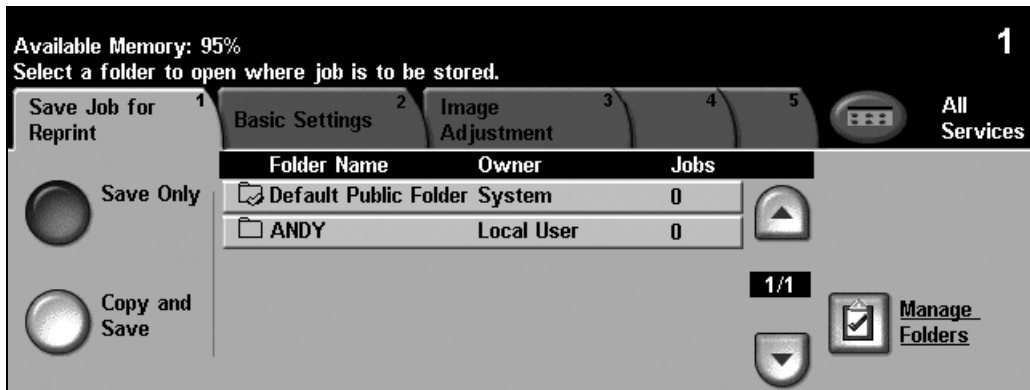 1
Available Memory: 95%
Select a folder to open where job is to be stored.
Save Job for
Reprint
1
Basic Settings
2
Image
Adjustment
3
4
5
All
Services
Folder Name Owner Jobs
Save Only
Default Public Folder System 0
ANDY Local User 0
1/1
Copy and
Save
Manage
Folders